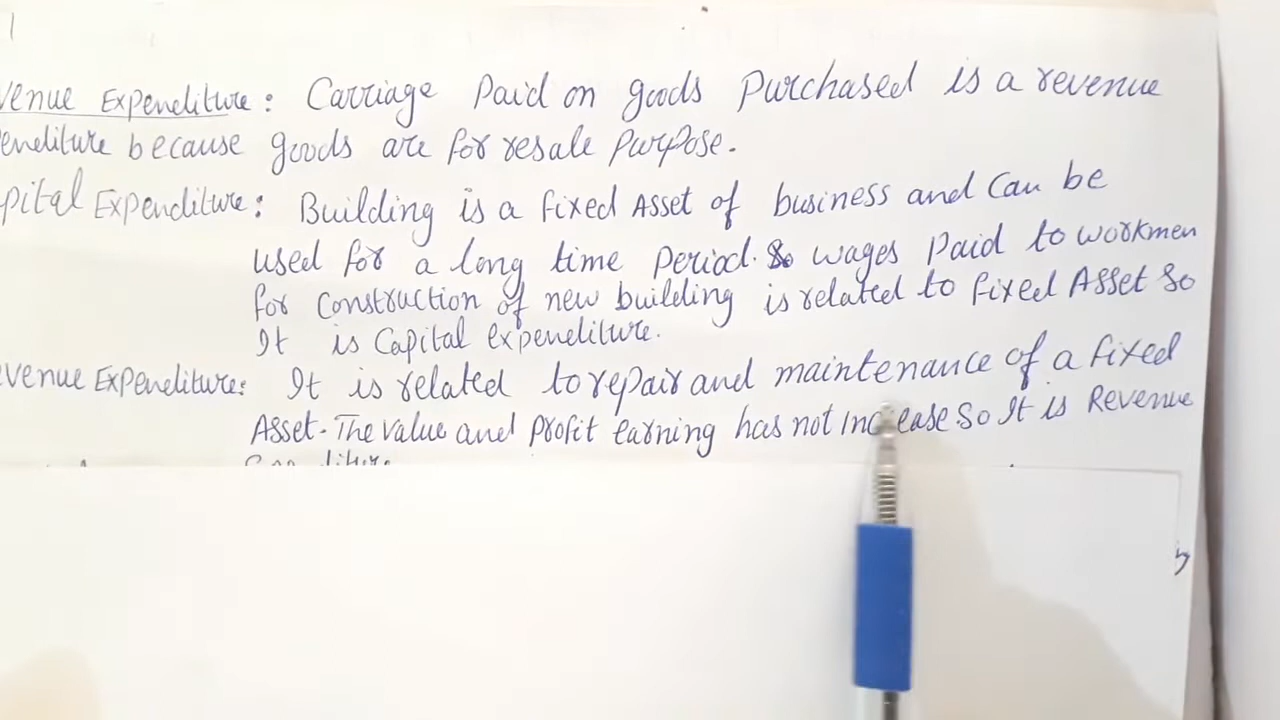 venue Expenditure: Carriage Paid on goods Purchased is a revenue
enditure because goods are for resale Purpose.
pital Expenditure: Building is a fixed Asset of business and Can be
used for a long time Period. So wages Paid to workmen
for Construction of new building is related to fixed Asset So
It is Capital expenditure.
venue Expenditure: It is related to repair and maintenance of a fixed
Asset. The value and profit earning has not Increase So It is Revenue